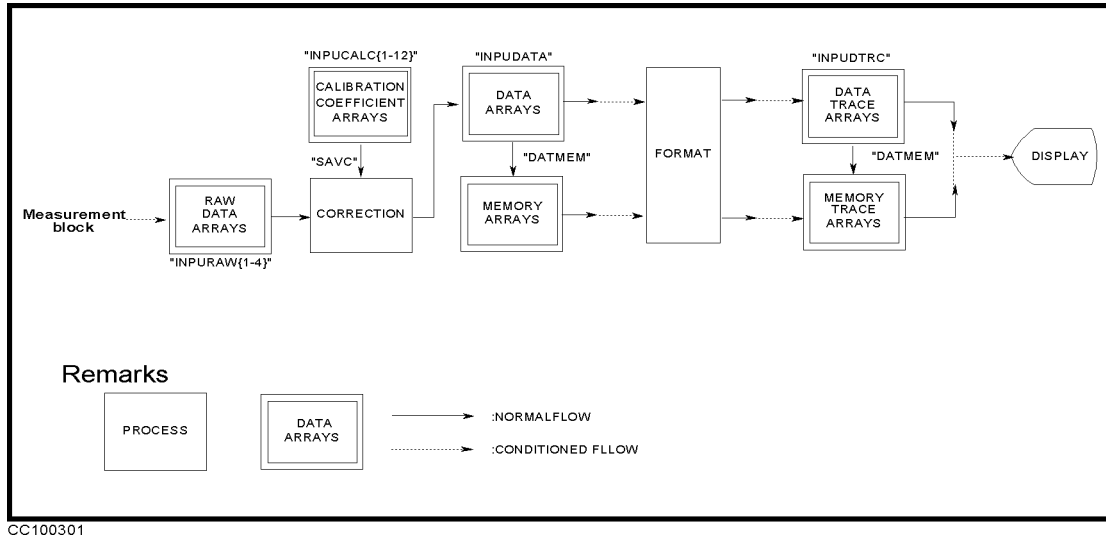 "INPUCALC{1-12}"
CALIBRATION
COEFFICIENT
ARRAYS
"SAVC"
"INPUDATA"
DATA
ARRAYS
"DATMEM"
MEMORY
ARRAYS
FORMAT
"INPUDTRC"
DATA
TRACE
ARRAYS
"DATMEM"
MEMORY
TRACE
ARRAYS
DISPLAY
Measurement
block
RAW
DATA
ARRAYS
"INPURAW{1-4}"
CORRECTION
Remarks
PROCESS
DATA
ARRAYS
:NORMALFLOW
:CONDITIONED FLLOW
CC100301